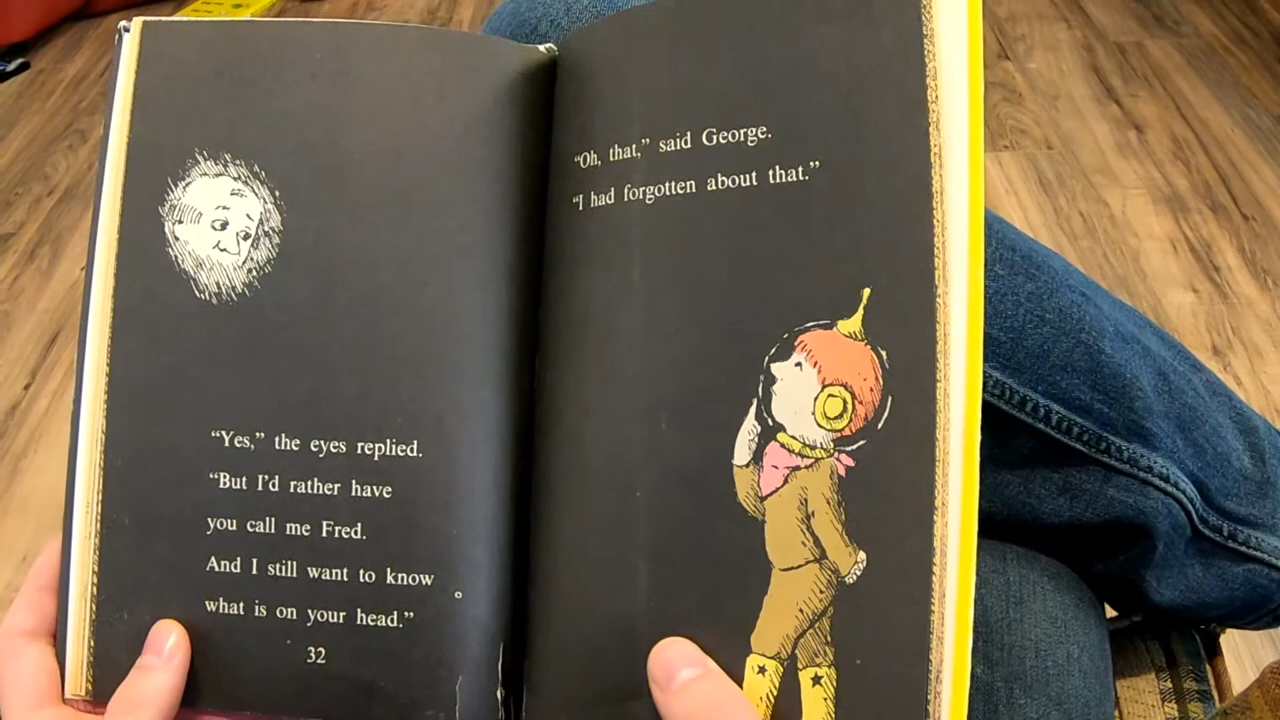 “Yes,” the eyes replied.
“But I’d rather have
you call me Fred.
And I still want to know
what is on your head.”
32
“Oh, that,” said George.
“I had forgotten about that.”